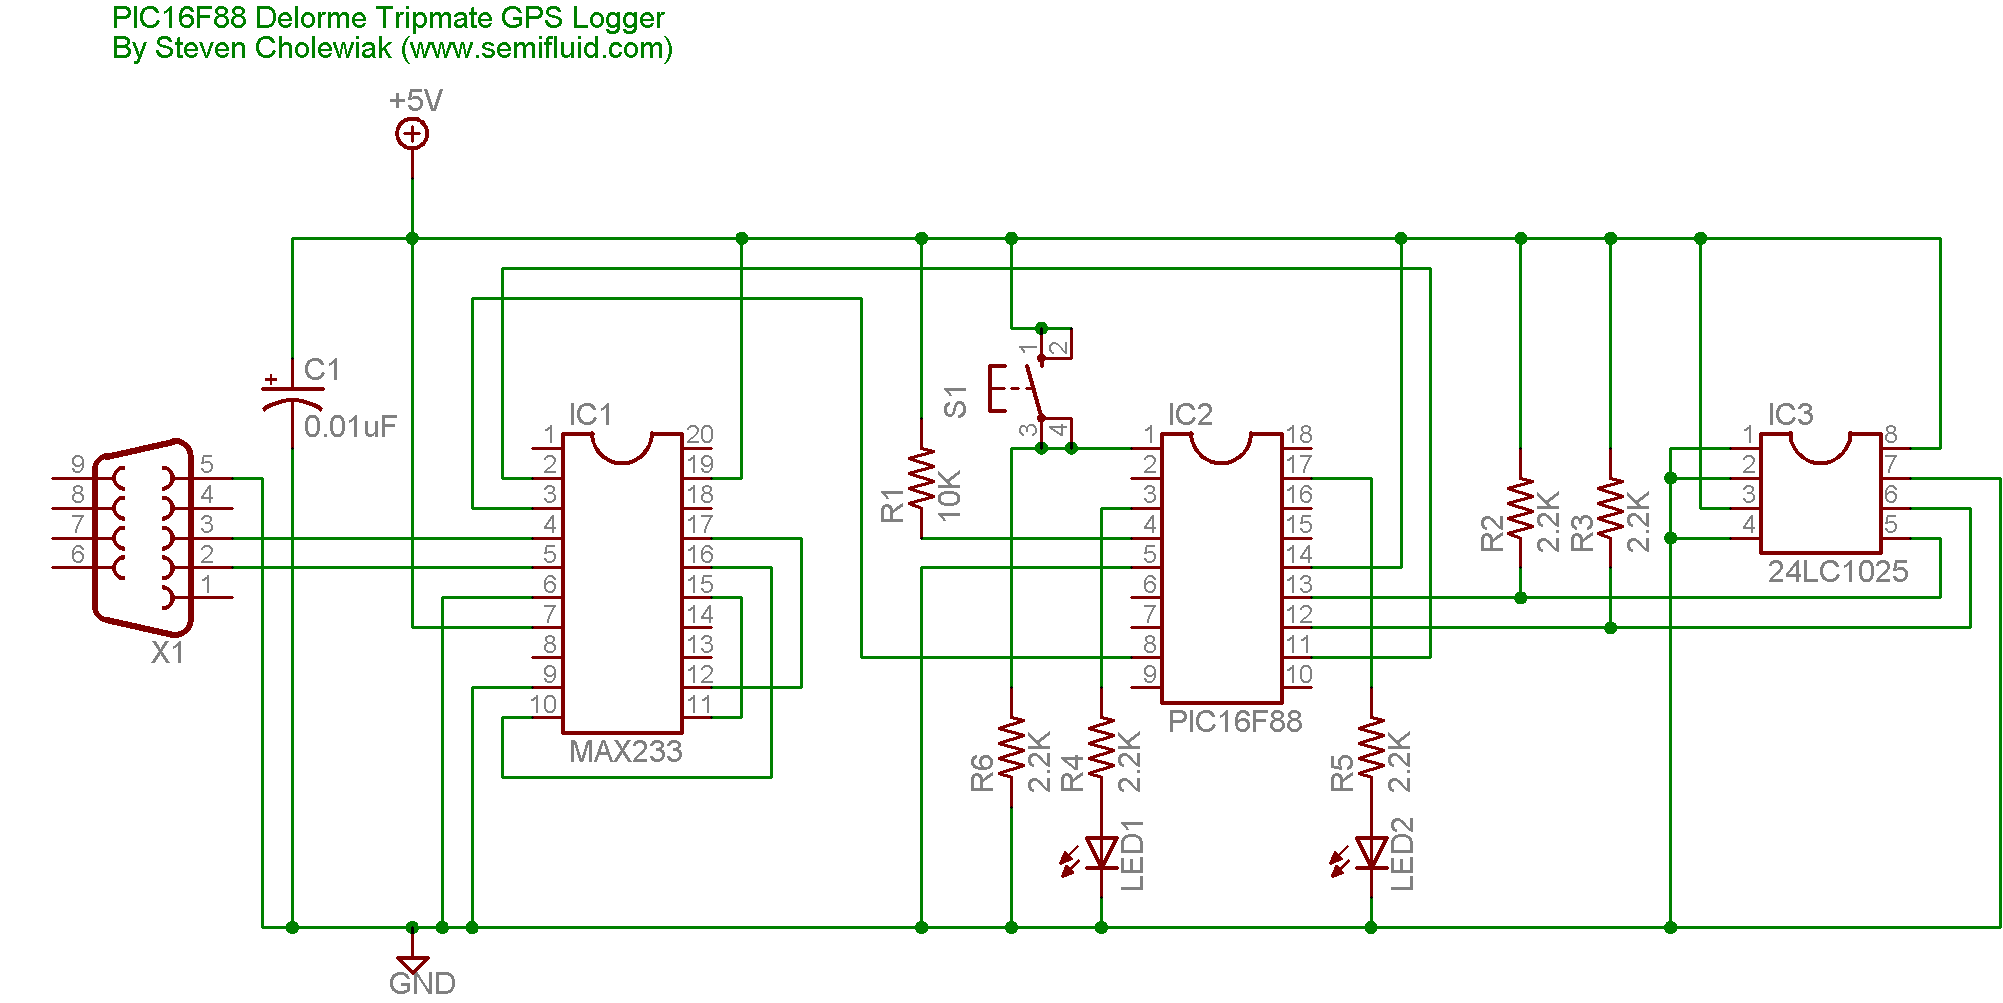 PIC16F88 Delorme Tripmate GPS Logger
By Steven Cholewiak (www.semifluid.com)
+5V
+
C1
0.01uF
9
8
7
6
5
4
3
2
1
X1
IC1
1
2
3
4
5
6
7
8
9
10
20
19
18
17
16
15
14
13
12
11
MAX233
R1
10K
S1
1
2
3
4
IC2
1
2
3
4
5
6
7
8
9
18
17
16
15
14
13
12
11
10
PIC16F88
R6
2.2K
R4
2.2K
LED1
R5
2.2K
LED2
R2
2.2K
R3
2.2K
IC3
1
2
3
4
8
7
6
5
24LC1025
GND